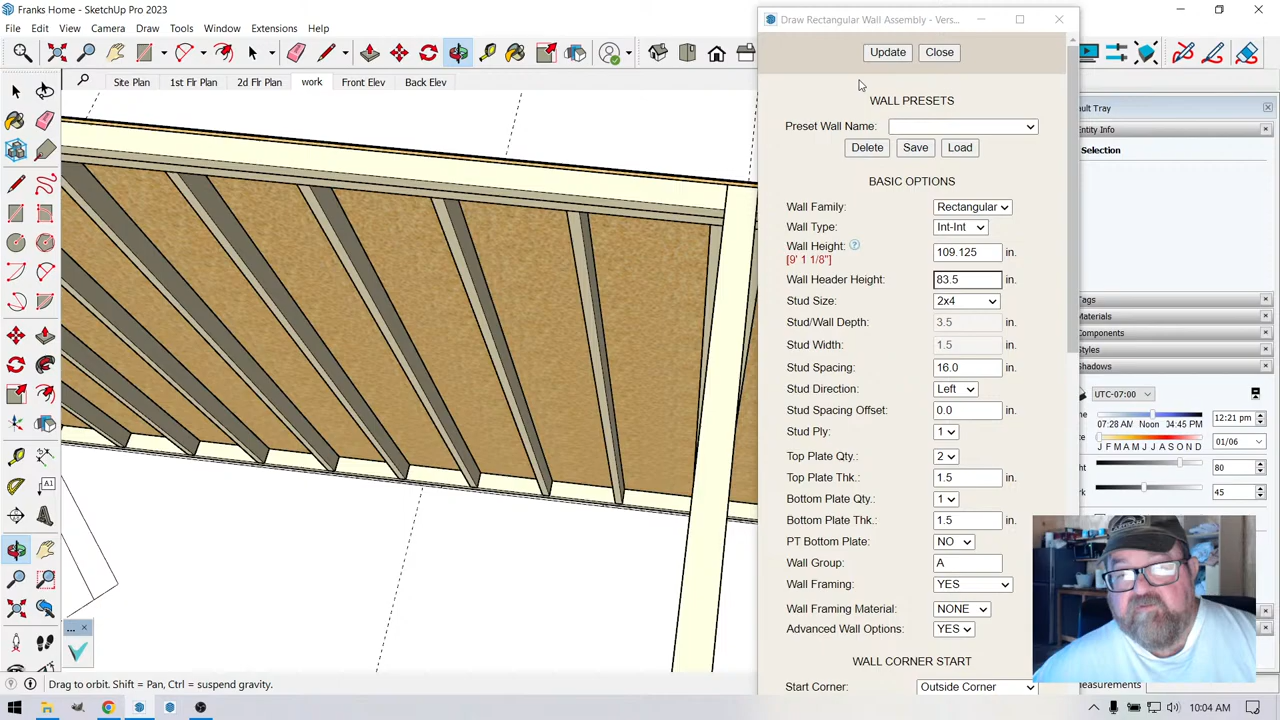 Franks Home - SketchUp Pro 2023
File Edit View Camera Draw Tools Window Extensions Help
Site Plan 1st Flr Plan 2d Flr Plan work Front Elev Back Elev
Draw Rectangular Wall Assembly - Vers...
Update Close
WALL PRESETS
Preset Wall Name:
Delete Save Load
BASIC OPTIONS
Wall Family: Rectangular
Wall Type: Int-Int
Wall Height: 109.125 in.
[9' 1 1/8"]
Wall Header Height: 83.5 in.
Stud Size: 2x4
Stud/Wall Depth: 3.5 in.
Stud Width: 1.5 in.
Stud Spacing: 16.0 in.
Stud Direction: Left
Stud Spacing Offset: 0.0 in.
Stud Ply: 1
Top Plate Qty.: 2
Top Plate Thk.: 1.5 in.
Bottom Plate Qty.: 1
Bottom Plate Thk.: 1.5 in.
PT Bottom Plate: NO
Wall Group: A
Wall Framing: YES
Wall Framing Material: NONE
Advanced Wall Options: YES
WALL CORNER START
Start Corner: Outside Corner
ault Tray
Entity Info
Selection
Tags
Materials
Components
Styles
Shadows
UTC-07:00
07:28 AM Noon 04:45 PM 12:21 pm
J F M A M J J A S O N D 01/06
80
45
easurements
Drag to orbit. Shift = Pan, Ctrl = suspend gravity.
10:04 AM